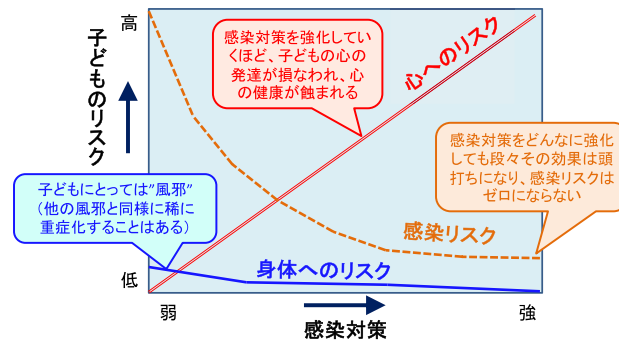 高
子どものリスク
低
感染対策を強化してい
くほど、子どもの心の
発達が損なわれ、心
の健康が蝕まれる
心へのリスク
感染対策をどんなに強化
しても段々その効果は頭
打ちになり、感染リスクは
ゼロにならない
子どもにとっては”風邪”
（他の風邪と同様に稀に
重症化することはある）
感染リスク
身体へのリスク
弱
強
感染対策